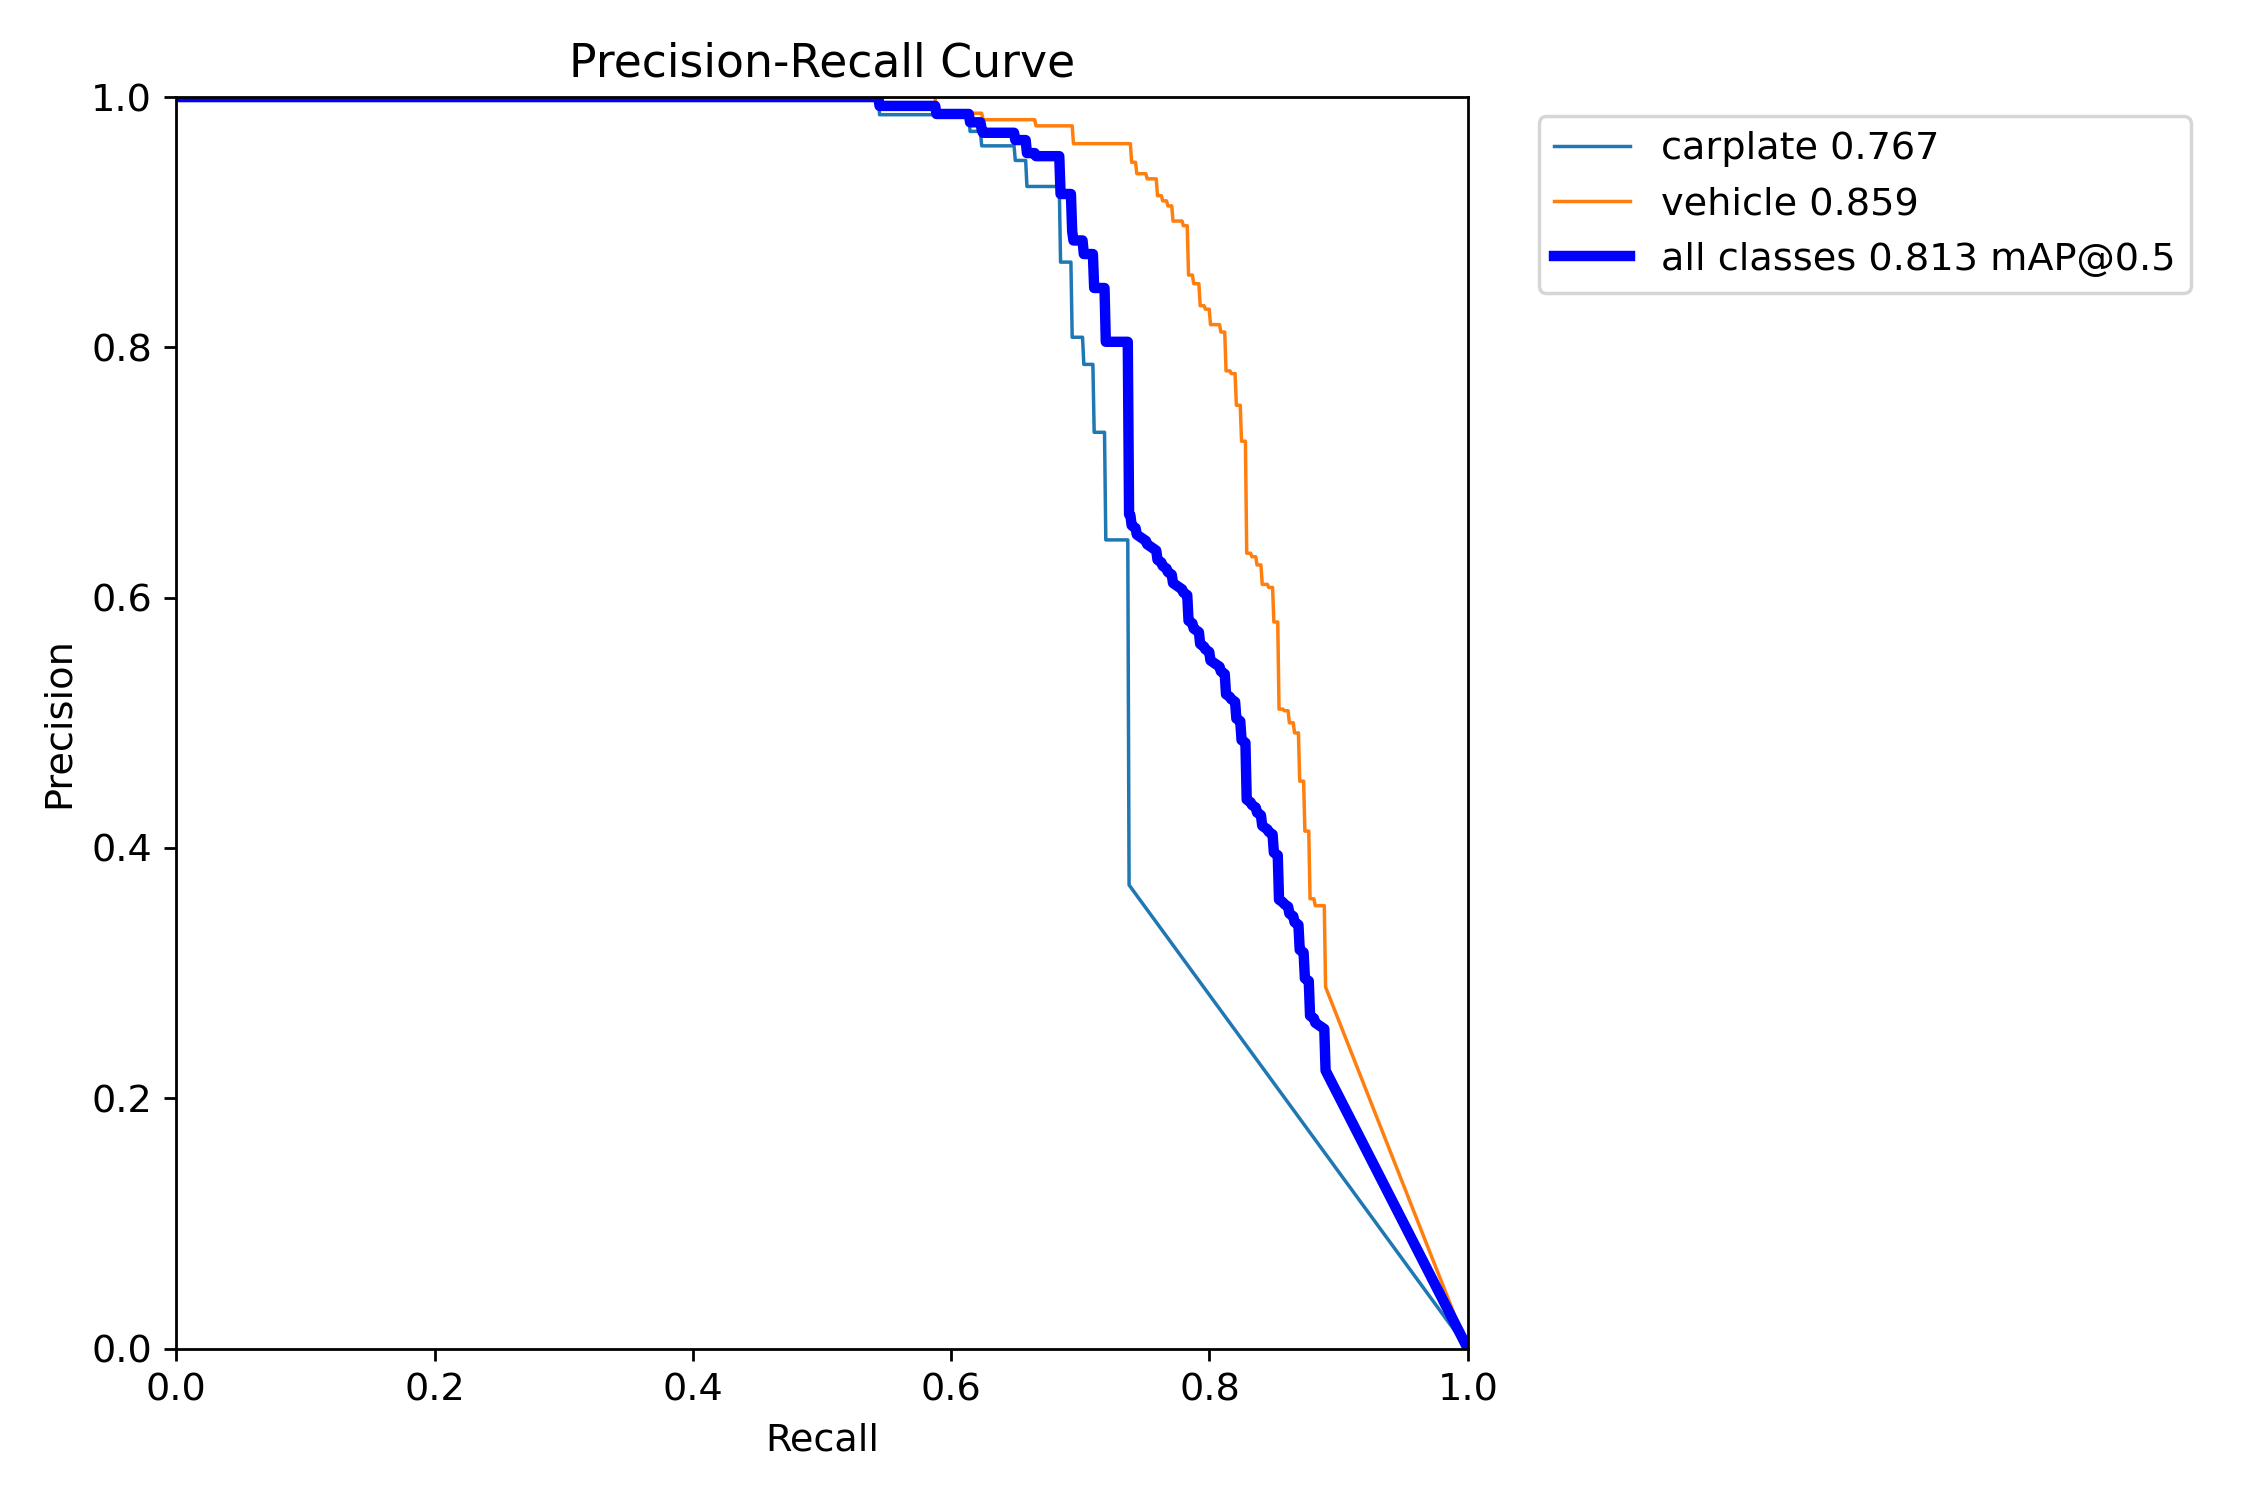 Precision-Recall Curve
1.0
0.8
0.6
0.4
0.2
0.0
Precision
0.0 0.2 0.4 0.6 0.8 1.0
Recall
carplate 0.767
vehicle 0.859
all classes 0.813 mAP@0.5